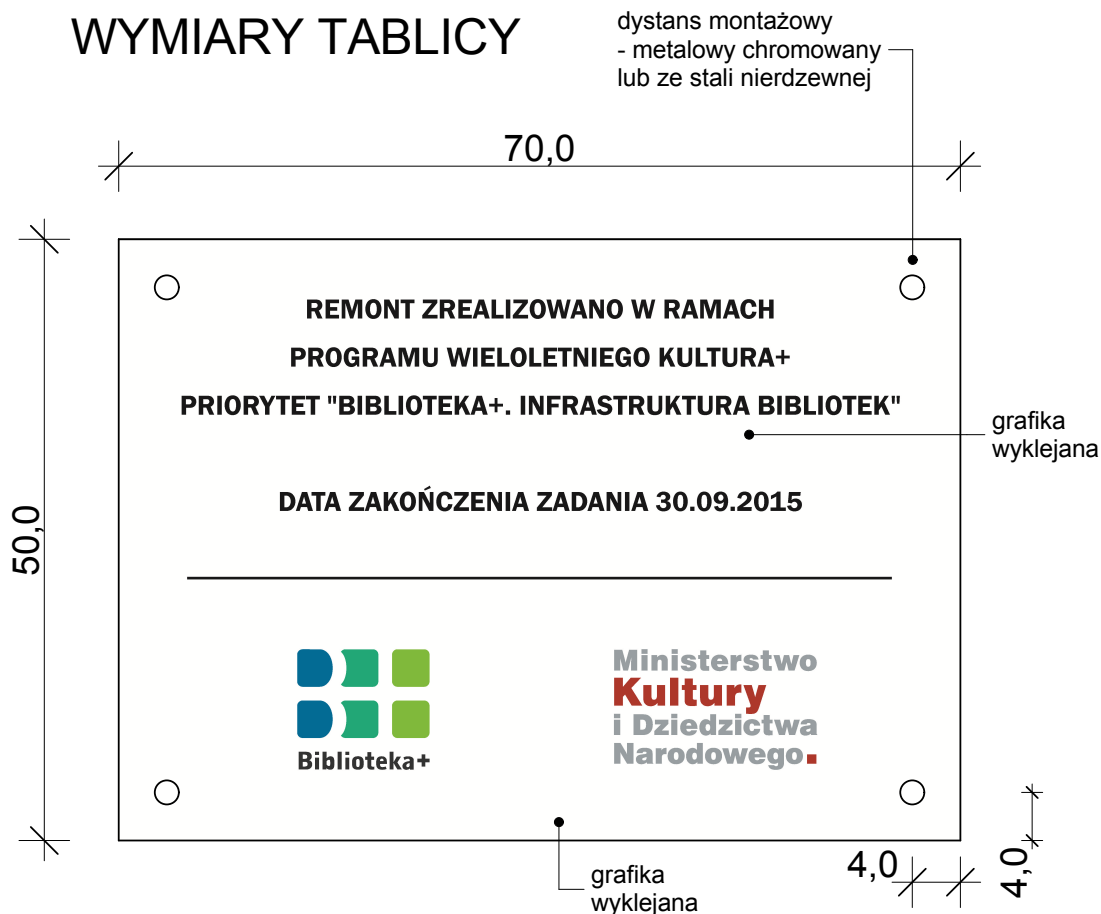 WYMIARY TABLICY
dystans montażowy
- metalowy chromowany
lub ze stali nierdzewnej
70,0
50,0
REMONT ZREALIZOWANO W RAMACH
PROGRAMU WIELOLETNIEGO KULTURA+
PRIORYTET "BIBLIOTEKA+. INFRASTRUKTURA BIBLIOTEK"
grafika
wyklejana
DATA ZAKOŃCZENIA ZADANIA 30.09.2015
Biblioteka+
Ministerstwo
Kultury
i Dziedzictwa
Narodowego.
grafika
wyklejana
4,0
4,0